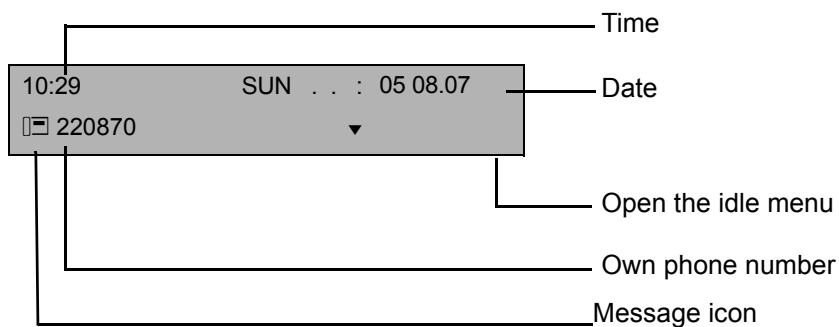 Time
10:29 SUN . . : 05 08.07
Date
220870
Open the idle menu
Own phone number
Message icon